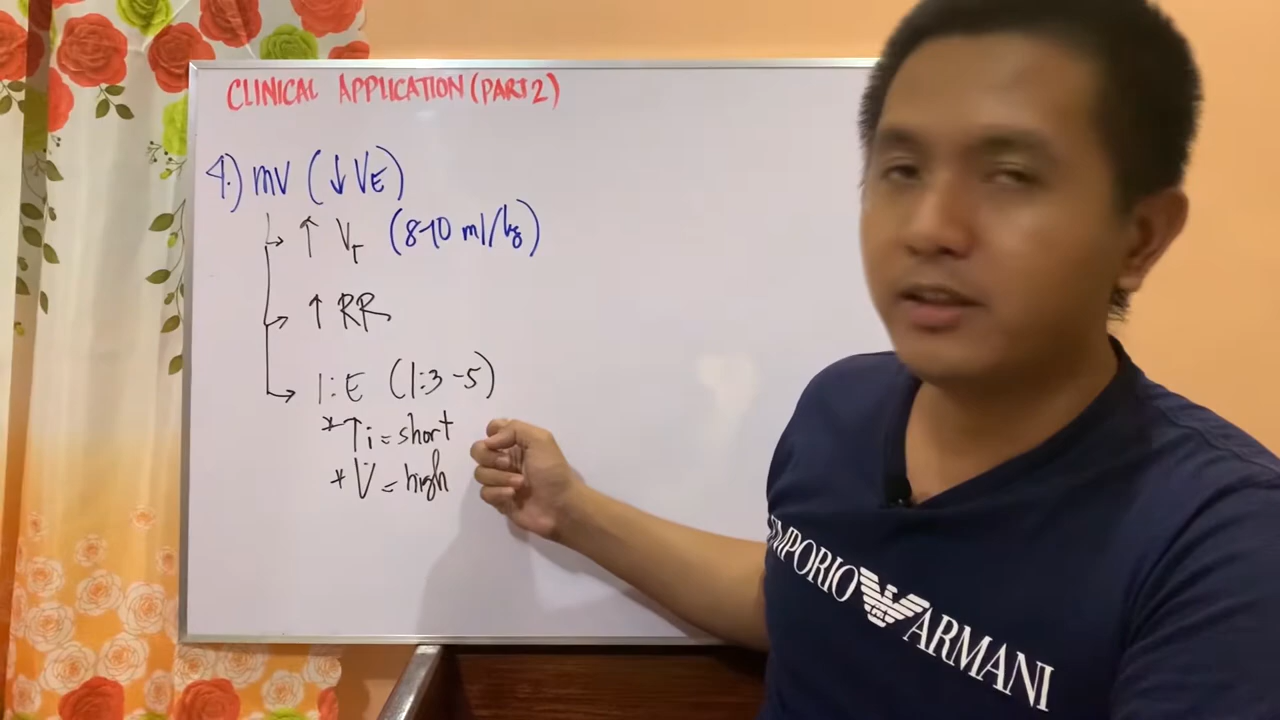 CLINICAL APPLICATION (PART 2)
4.) mV (↓ VE)
↑ VT (8-10 ml/kg)
↑ RR
I:E (1:3-5)
* Ti = short
* V̇ = high
EMPORIO ARMANI